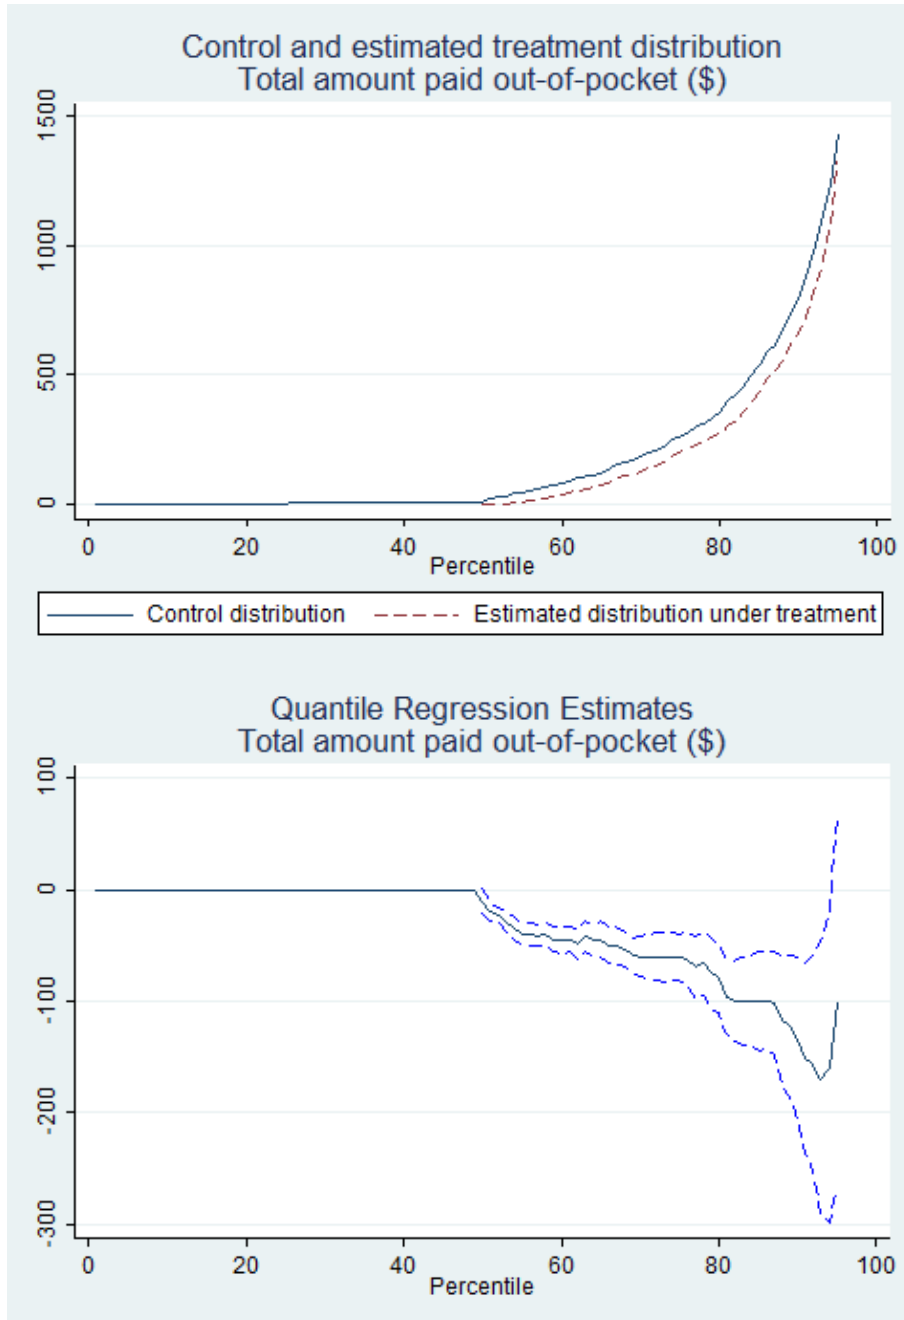 Control and estimated treatment distribution
Total amount paid out-of-pocket ($)
1500
1000
500
0
0 20 40 60 80 100
Percentile
Control distribution Estimated distribution under treatment
Quantile Regression Estimates
Total amount paid out-of-pocket ($)
100
0
-100
-200
-300
0 20 40 60 80 100
Percentile